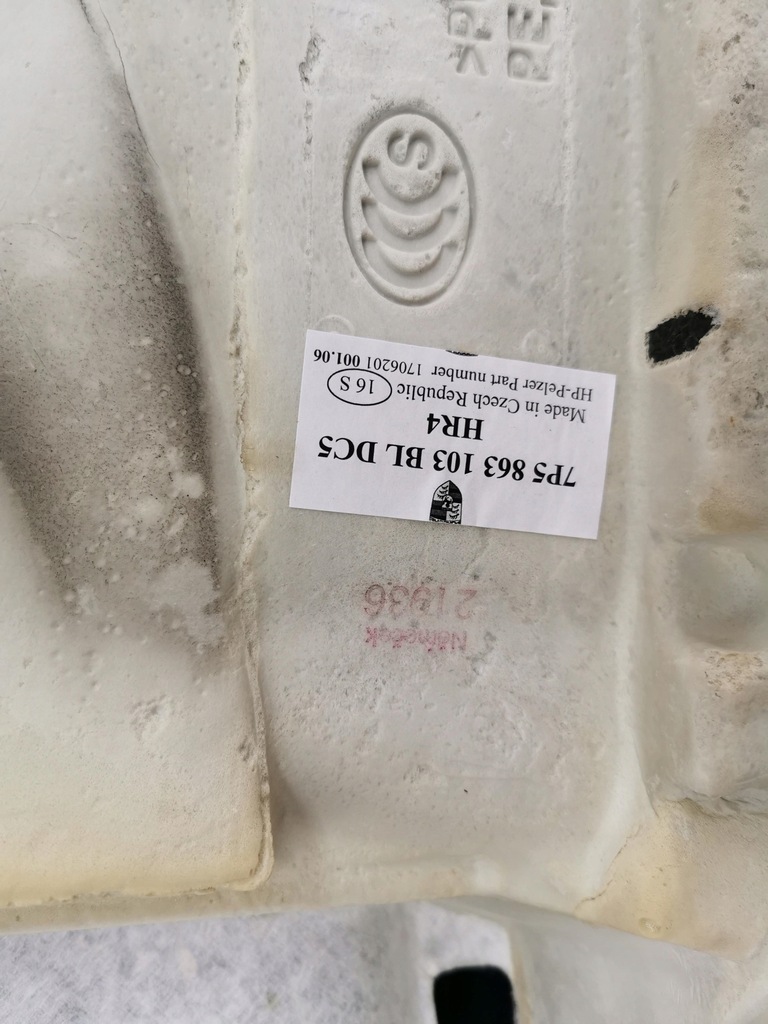 7P5 863 103 BL DC5
HR4
Made in Czech Republic 16 S
HP-Pelzer Part number 1706201 001.06
21936
Němeček
S